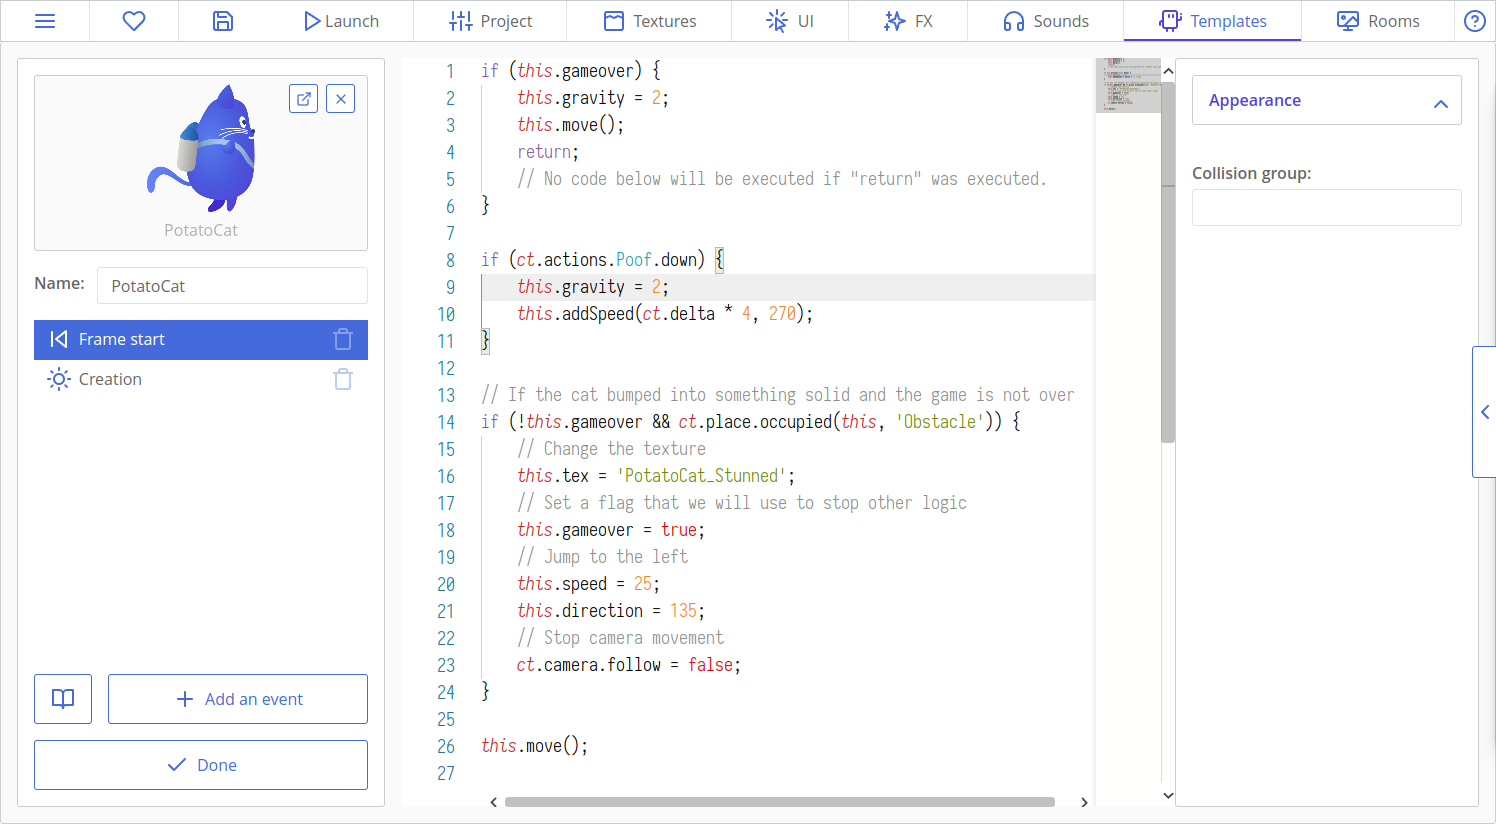 Launch Project Textures UI FX Sounds Templates Rooms
PotatoCat
Name: PotatoCat
Frame start
Creation
Add an event
Done
1 if (this.gameover) {
2 this.gravity = 2;
3 this.move();
4 return;
5 // No code below will be executed if "return" was executed.
6 }
7
8 if (ct.actions.Poof.down) {
9 this.gravity = 2;
10 this.addSpeed(ct.delta * 4, 270);
11 }
12
13 // If the cat bumped into something solid and the game is not over
14 if (!this.gameover && ct.place.occupied(this, 'Obstacle')) {
15 // Change the texture
16 this.tex = 'PotatoCat_Stunned';
17 // Set a flag that we will use to stop other logic
18 this.gameover = true;
19 // Jump to the left
20 this.speed = 25;
21 this.direction = 135;
22 // Stop camera movement
23 ct.camera.follow = false;
24 }
25
26 this.move();
27
Appearance
Collision group: